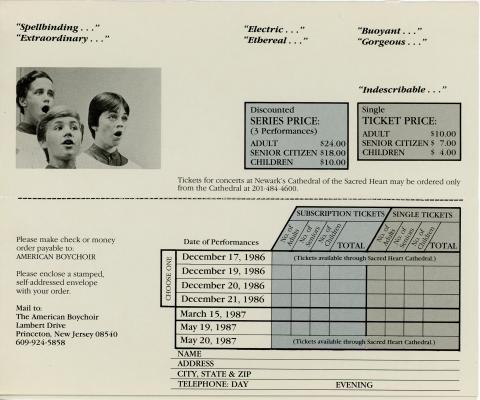 "Spellbinding . . ."
"Extraordinary . . ."
"Electric . . ."
"Ethereal . . ."
"Buoyant . . ."
"Gorgeous . . ."
"Indescribable . . ."
Discounted
SERIES PRICE:
(3 Performances)
ADULT $24.00
SENIOR CITIZEN $18.00
CHILDREN $10.00
Single
TICKET PRICE:
ADULT $10.00
SENIOR CITIZEN $ 7.00
CHILDREN $ 4.00
Tickets for concerts at Newark's Cathedral of the Sacred Heart may be ordered only
from the Cathedral at 201-484-4600.
Please make check or money
order payable to:
AMERICAN BOYCHOIR
Please enclose a stamped,
self-addressed envelope
with your order.
Mail to:
The American Boychoir
Lambert Drive
Princeton, New Jersey 08540
609-924-5858
SUBSCRIPTION TICKETS SINGLE TICKETS
Date of Performances No. of Adults No. of Seniors No. of Children TOTAL No. of Adults No. of Seniors No. of Children TOTAL
CHOOSE ONE
December 17, 1986 (Tickets available through Sacred Heart Cathedral.)
December 19, 1986
December 20, 1986
December 21, 1986
March 15, 1987
May 19, 1987
May 20, 1987 (Tickets available through Sacred Heart Cathedral.)
NAME
ADDRESS
CITY, STATE & ZIP
TELEPHONE: DAY EVENING